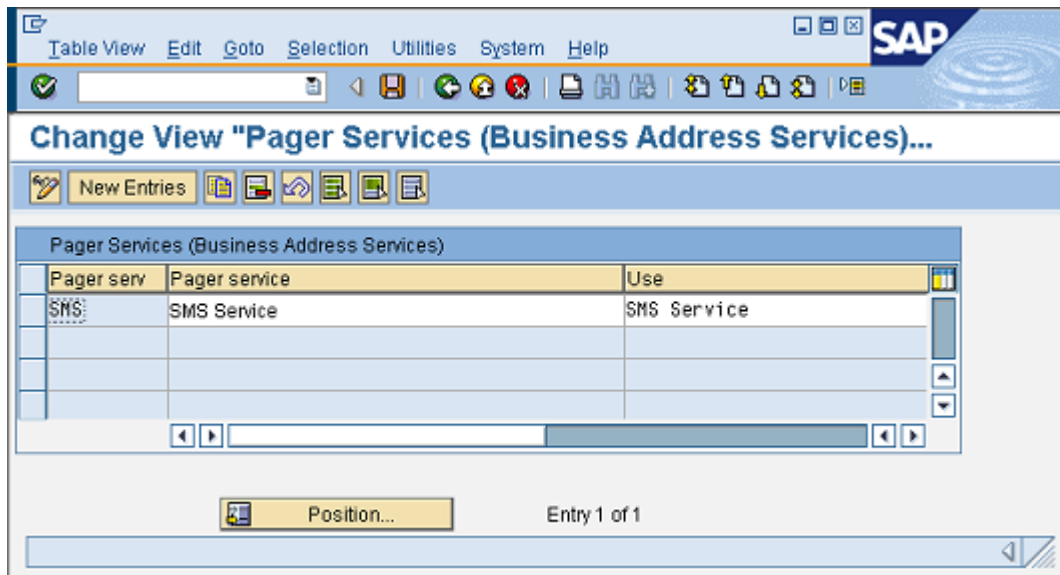 Table View Edit Goto Selection Utilities System Help
SAP
Change View "Pager Services (Business Address Services)...
New Entries
Pager Services (Business Address Services)
Pager serv Pager service Use
SMS SMS Service SMS Service
Position... Entry 1 of 1